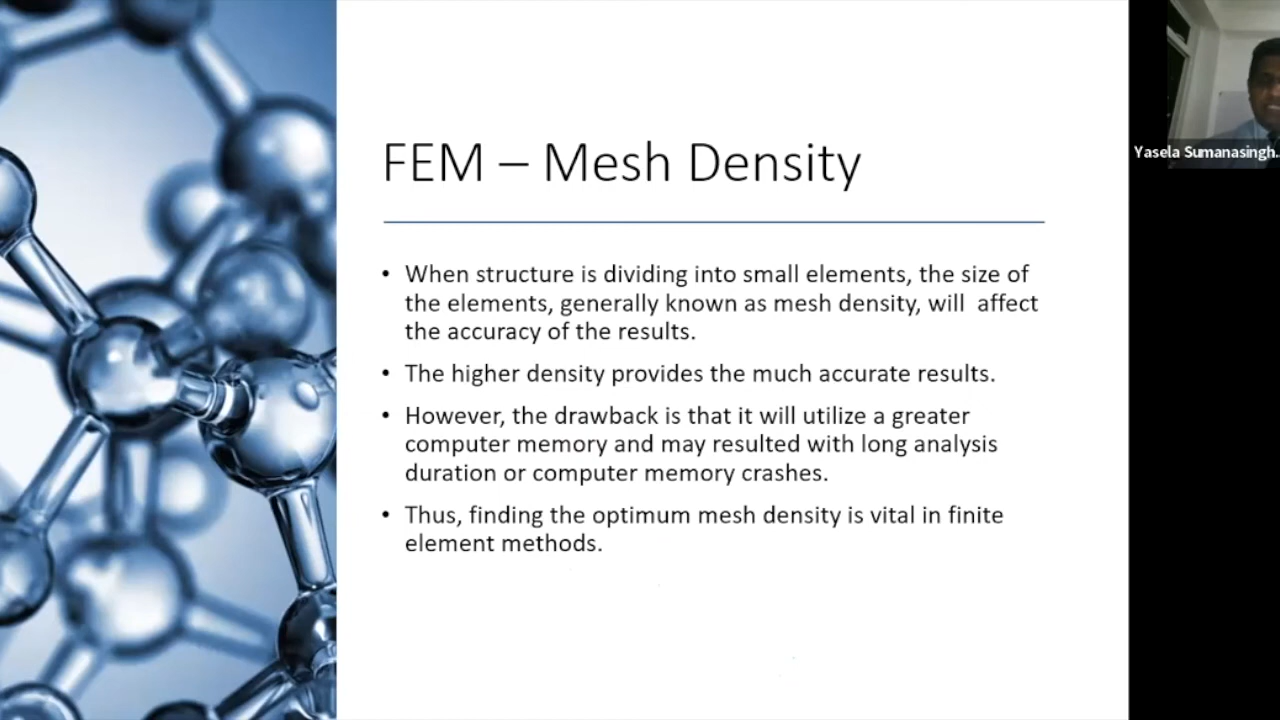 FEM – Mesh Density
• When structure is dividing into small elements, the size of
the elements, generally known as mesh density, will  affect
the accuracy of the results.
• The higher density provides the much accurate results.
• However, the drawback is that it will utilize a greater
computer memory and may resulted with long analysis
duration or computer memory crashes.
• Thus, finding the optimum mesh density is vital in finite
element methods.
Yasela Sumanasingh...